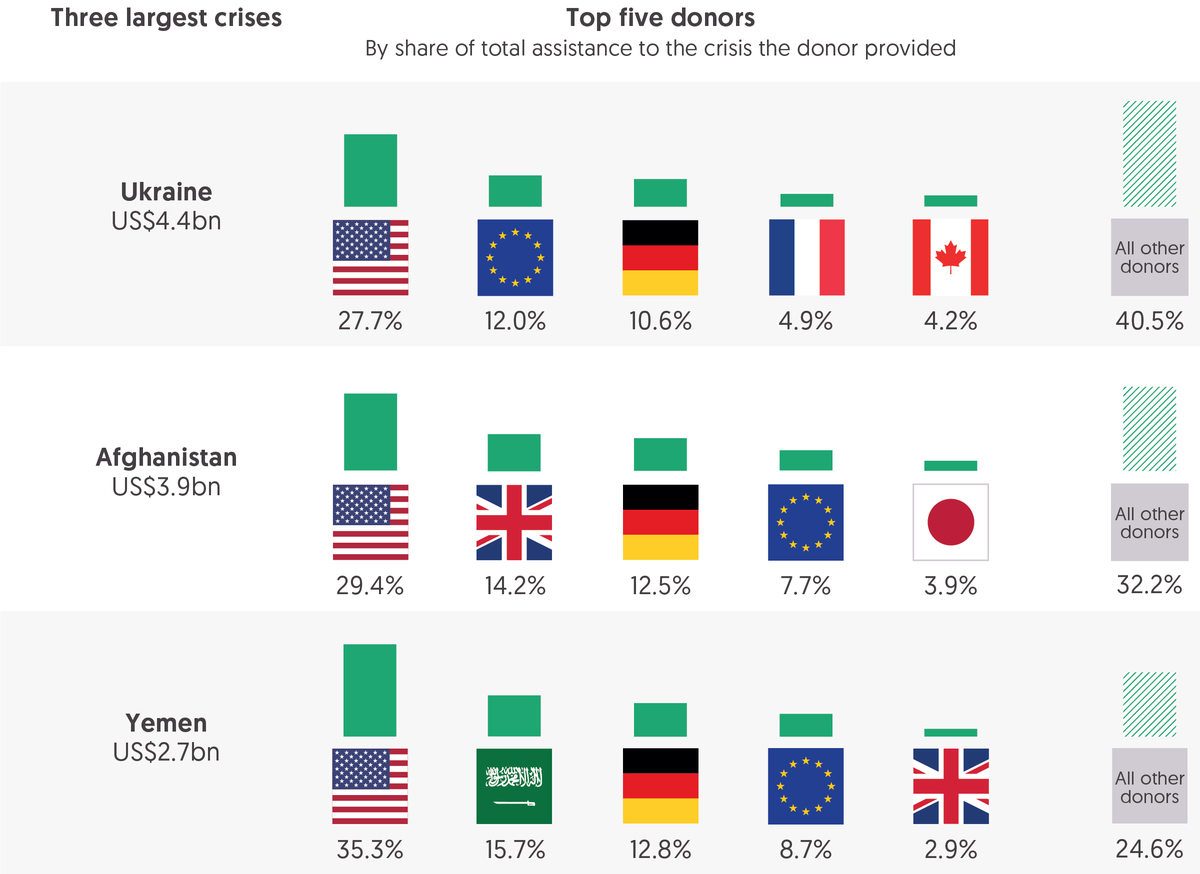 Three largest crises
Top five donors
By share of total assistance to the crisis the donor provided
Ukraine
US$4.4bn
All other
donors
27.7%
12.0%
10.6%
4.9%
4.2%
40.5%
Afghanistan
US$3.9bn
All other
donors
29.4%
14.2%
12.5%
7.7%
3.9%
32.2%
Yemen
US$2.7bn
All other
donors
35.3%
15.7%
12.8%
8.7%
2.9%
24.6%